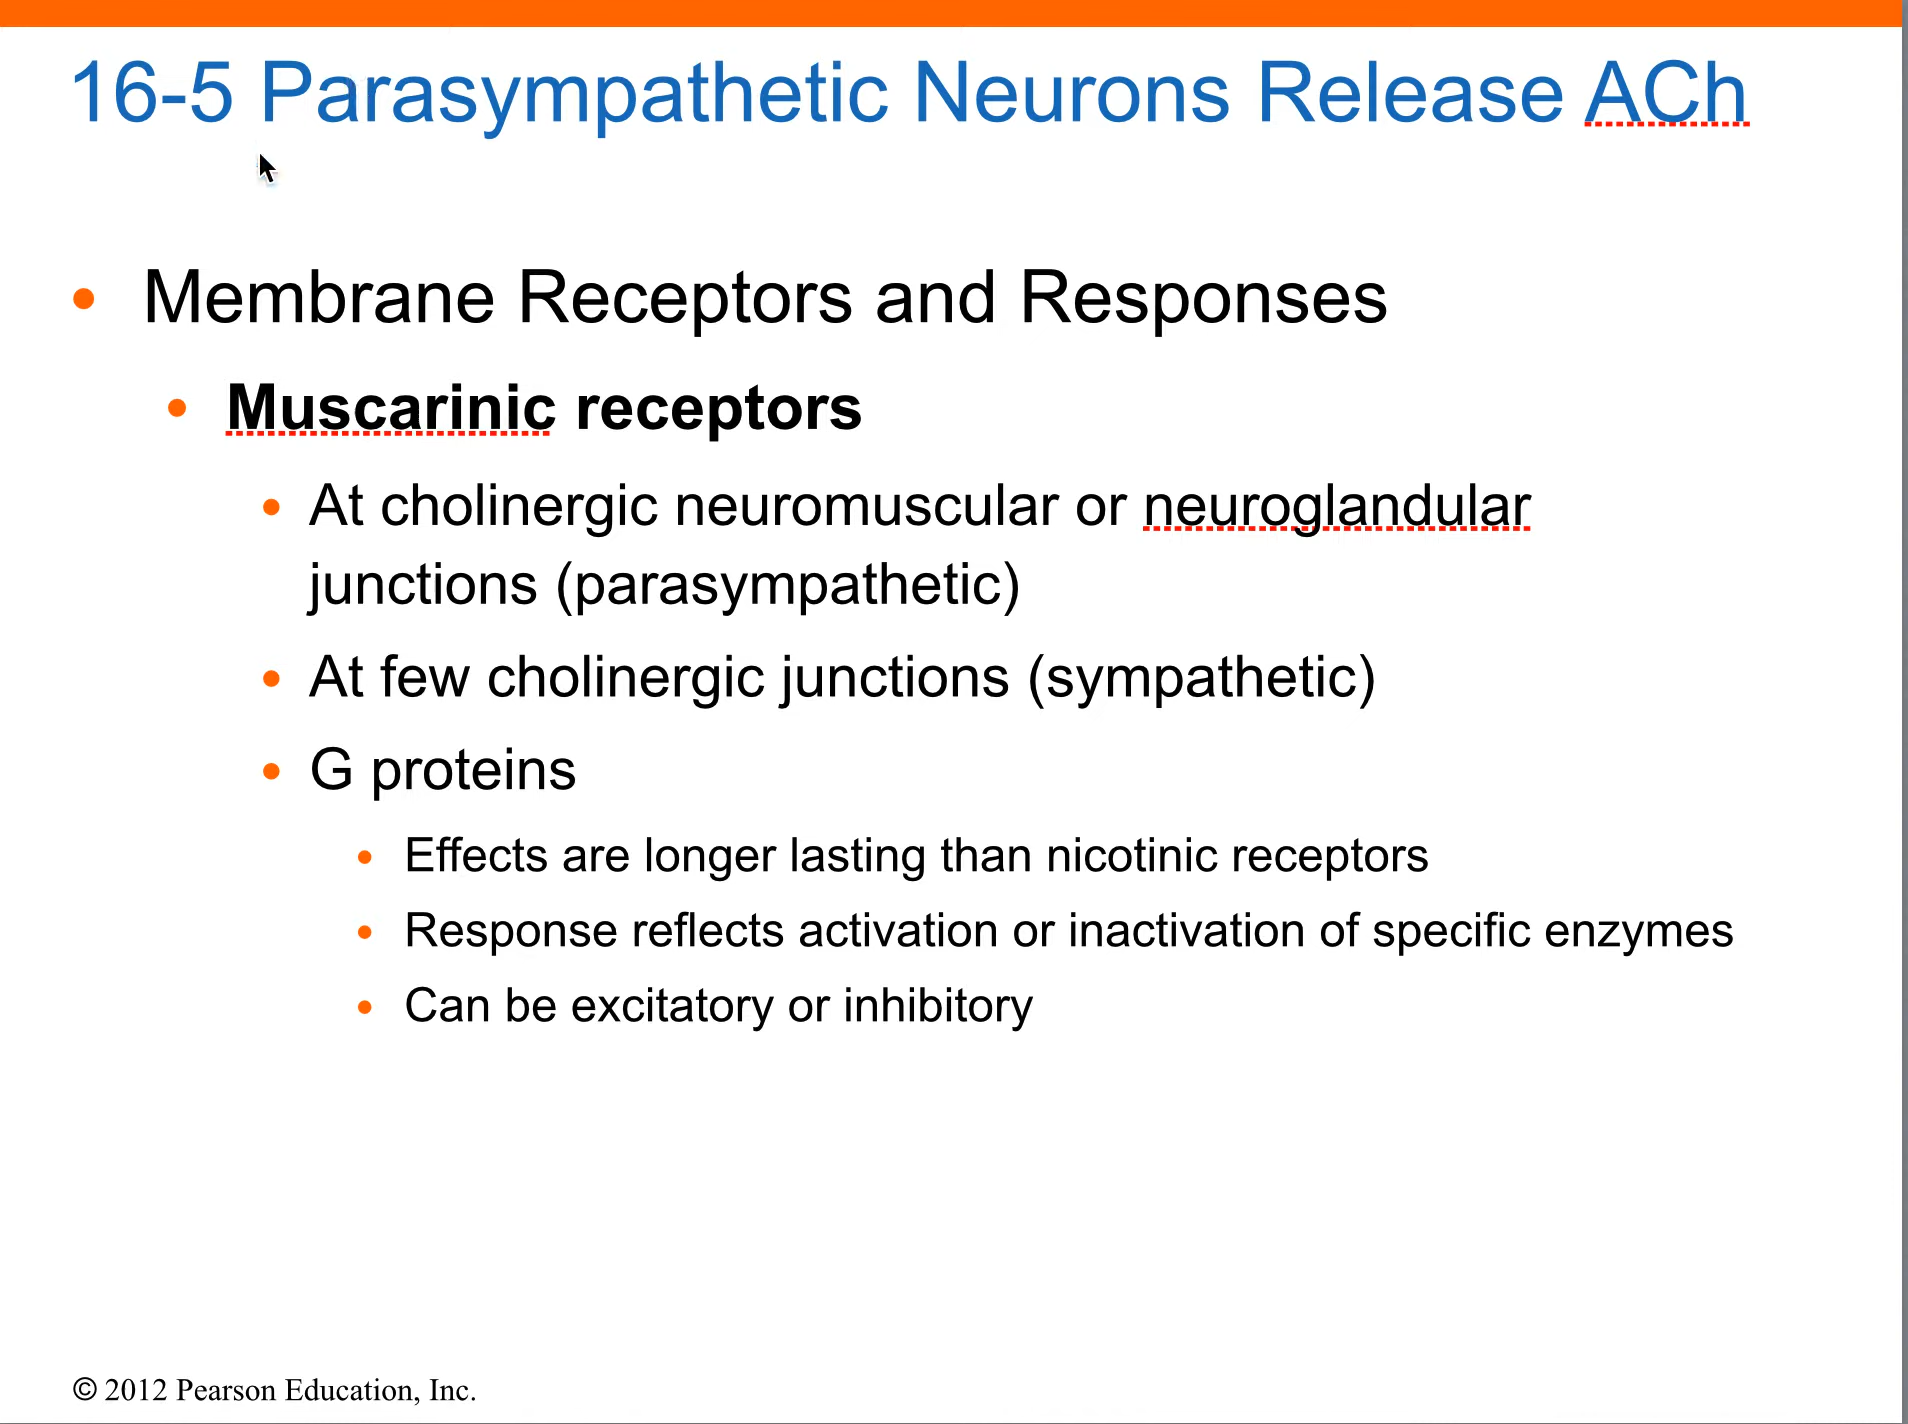 16-5 Parasympathetic Neurons Release ACh
• Membrane Receptors and Responses
• Muscarinic receptors
• At cholinergic neuromuscular or neuroglandular
junctions (parasympathetic)
• At few cholinergic junctions (sympathetic)
• G proteins
• Effects are longer lasting than nicotinic receptors
• Response reflects activation or inactivation of specific enzymes
• Can be excitatory or inhibitory
© 2012 Pearson Education, Inc.